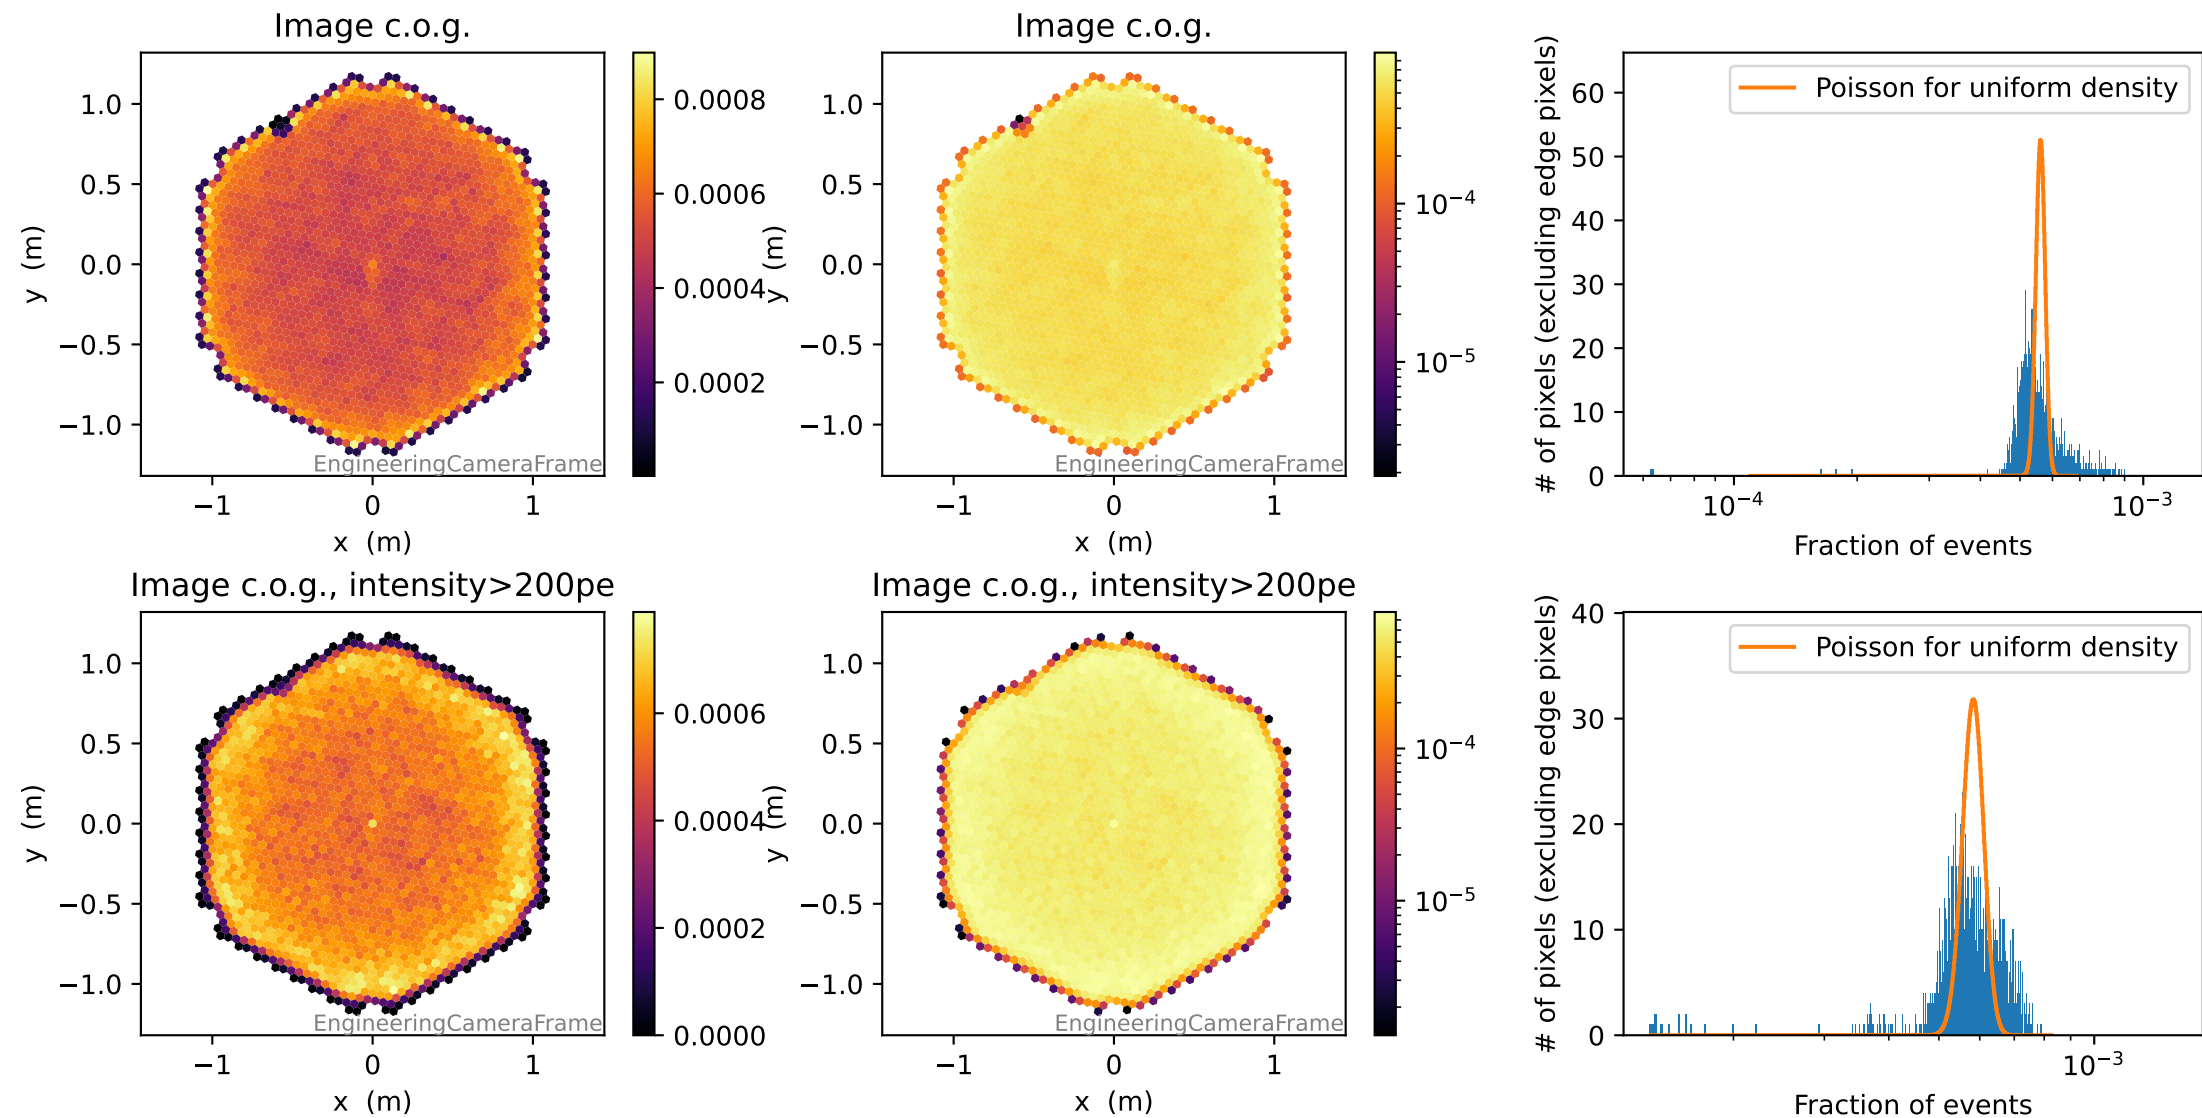 Image c.o.g.
1.0
0.5
0.0
−0.5
−1.0
y (m)
−1
0
1
x (m)
EngineeringCameraFrame
0.0008
0.0006
0.0004
0.0002
Image c.o.g.
1.0
0.5
0.0
−0.5
−1.0
y (m)
−1
0
1
x (m)
EngineeringCameraFrame
10⁻⁴
10⁻⁵
# of pixels (excluding edge pixels)
60
50
40
30
20
10
0
Poisson for uniform density
10⁻⁴
10⁻³
Fraction of events
Image c.o.g., intensity>200pe
1.0
0.5
0.0
−0.5
−1.0
y (m)
−1
0
1
x (m)
EngineeringCameraFrame
0.0006
0.0004
0.0002
0.0000
Image c.o.g., intensity>200pe
1.0
0.5
0.0
−0.5
−1.0
y (m)
−1
0
1
x (m)
EngineeringCameraFrame
10⁻⁴
10⁻⁵
# of pixels (excluding edge pixels)
40
30
20
10
0
Poisson for uniform density
10⁻³
Fraction of events